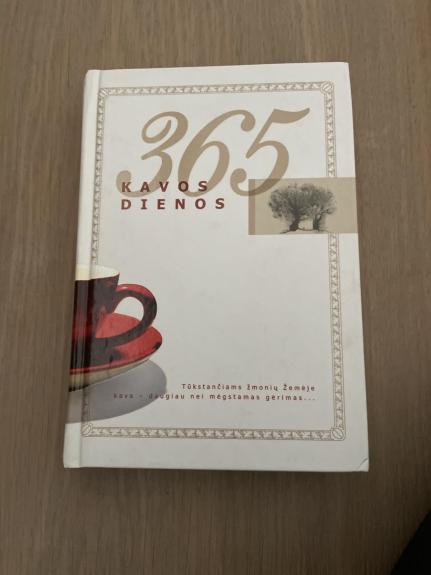 365
KAVOS
DIENOS
Tūkstančiams žmonių Žemėje
kava – daugiau nei mėgstamas gėrimas...